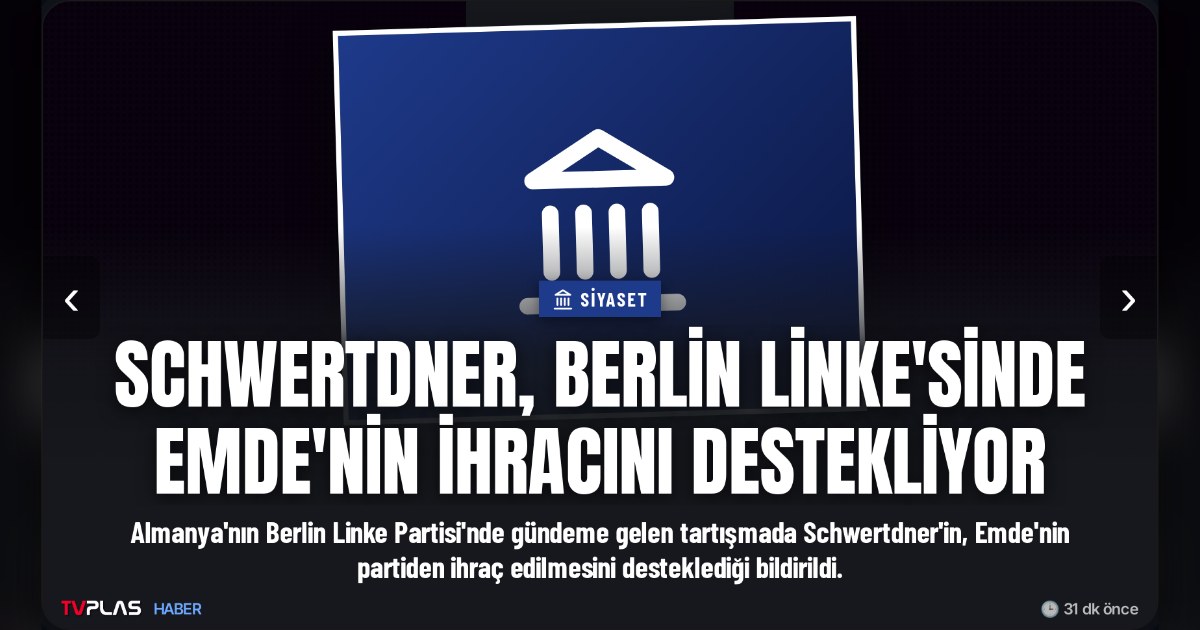 SİYASET
SCHWERTDNER, BERLİN LİNKE'SİNDE
EMDE'NİN İHRACINI DESTEKLİYOR
Almanya'nın Berlin Linke Partisi'nde gündeme gelen tartışmada Schwertdner'in, Emde'nin
partiden ihraç edilmesini desteklediği bildirildi.
TVPLAS HABER
31 dk önce